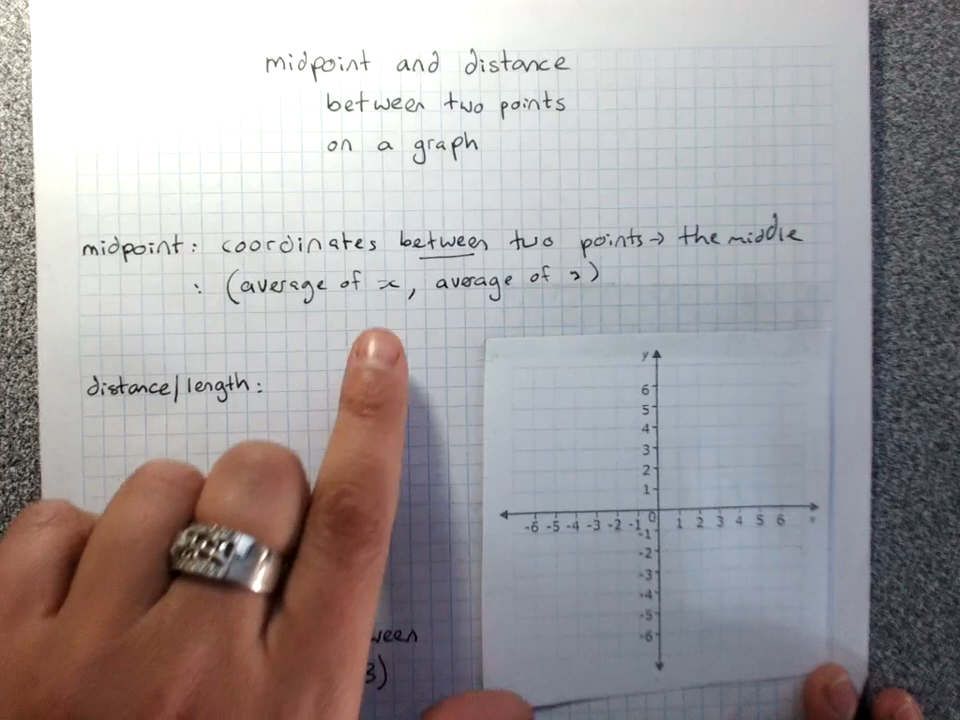 midpoint and distance
between two points
on a graph
midpoint: coordinates between two points → the middle
: (average of x, average of y)
distance/length:
y
6
5
4
3
2
1
-6 -5 -4 -3 -2 -1 0 1 2 3 4 5 6 x
-1
-2
-3
-4
-5
-6
3)